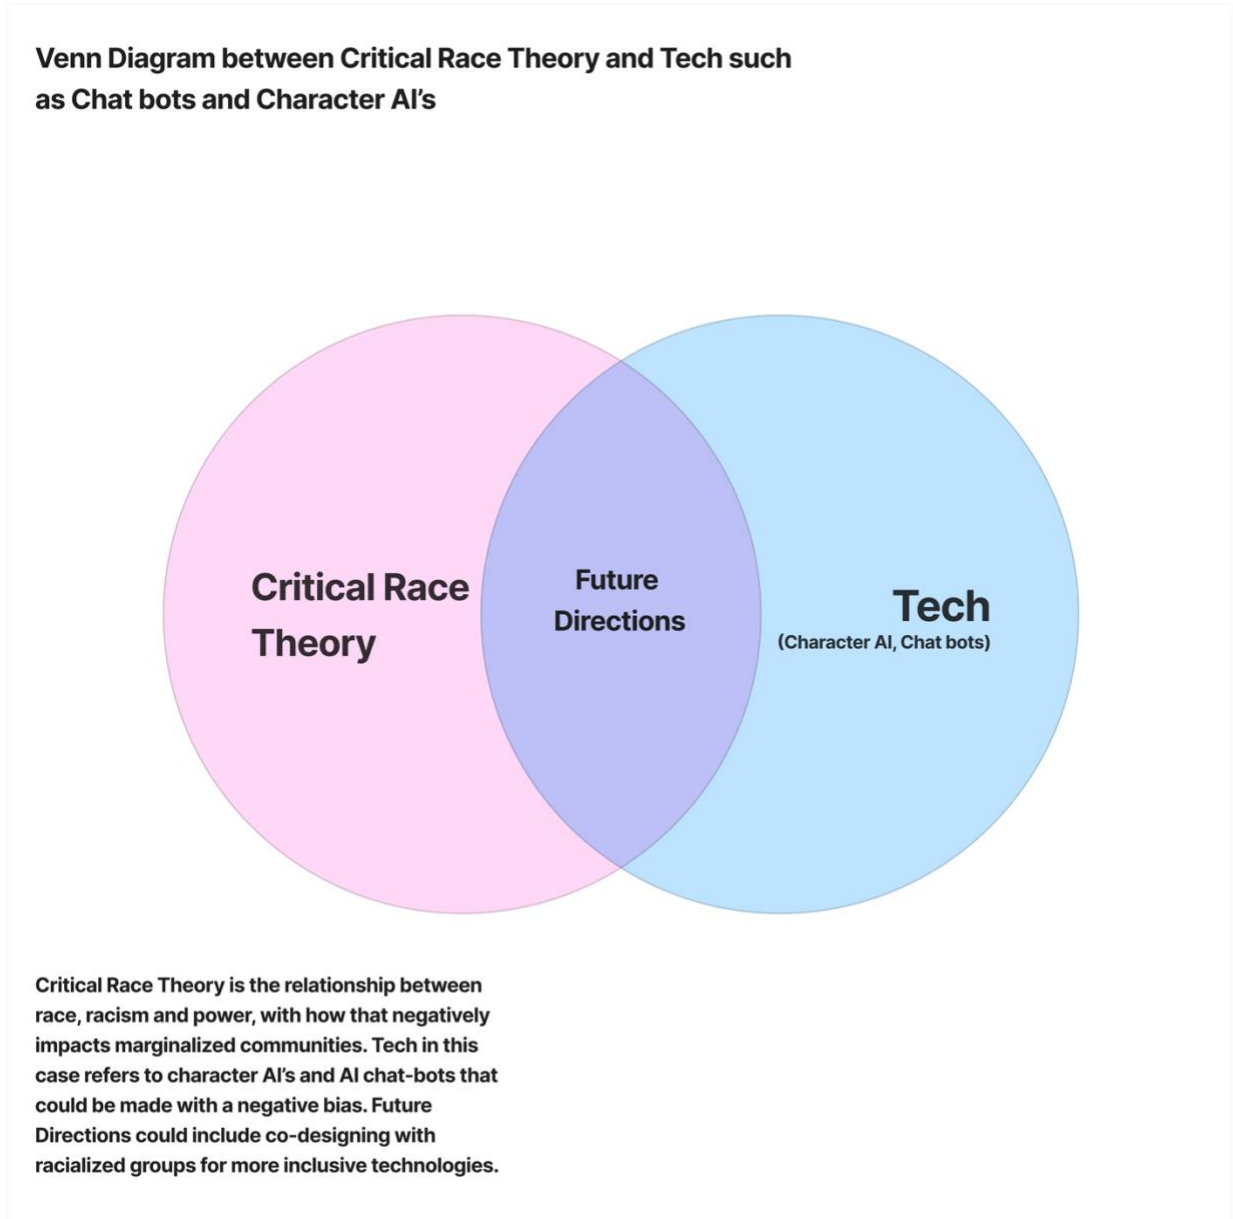 Venn Diagram between Critical Race Theory and Tech such
as Chat bots and Character AI’s
Critical Race
Theory
Future
Directions
Tech
(Character AI, Chat bots)
Critical Race Theory is the relationship between
race, racism and power, with how that negatively
impacts marginalized communities. Tech in this
case refers to character AI’s and AI chat-bots that
could be made with a negative bias. Future
Directions could include co-designing with
racialized groups for more inclusive technologies.